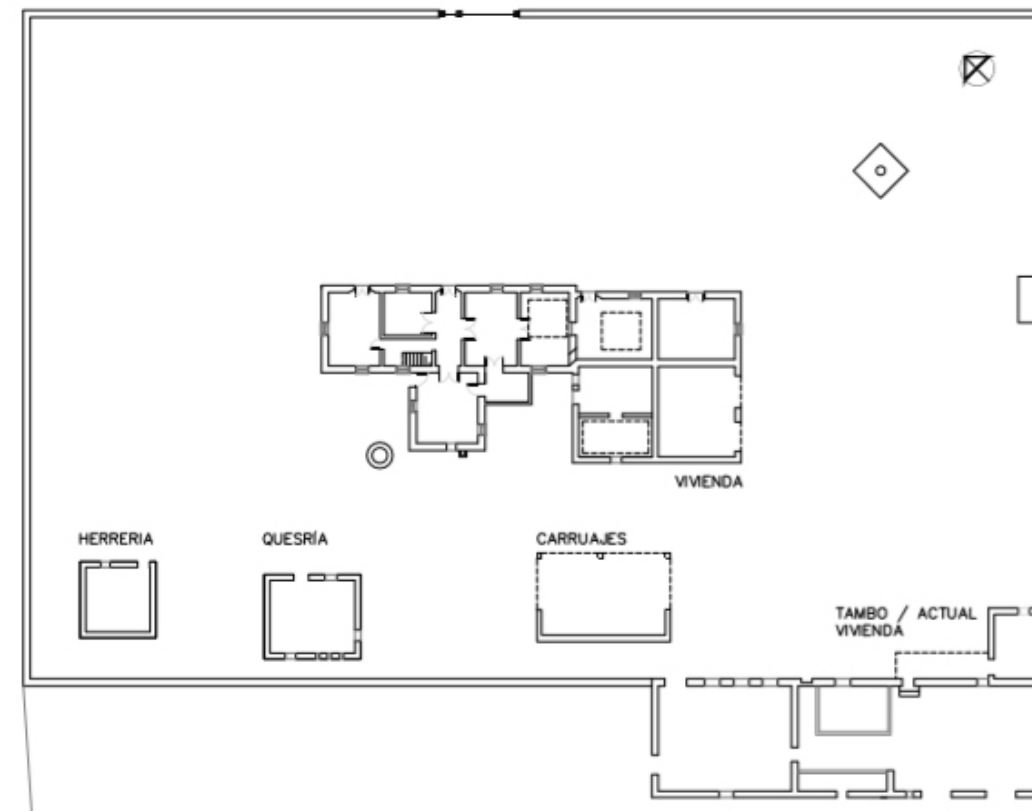 VIVIENDA
HERRERIA
QUESRÍA
CARRUAJES
TAMBO / ACTUAL
VIVIENDA